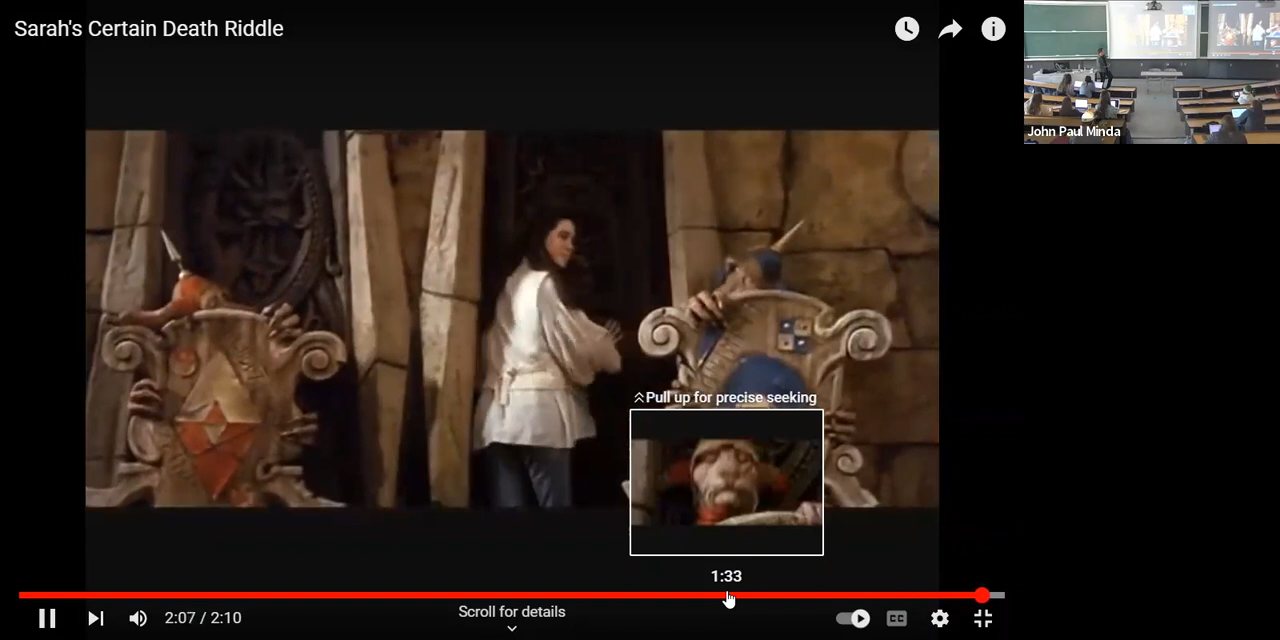 Sarah's Certain Death Riddle
John Paul Minda
Pull up for precise seeking
1:33
2:07 / 2:10
Scroll for details
CC